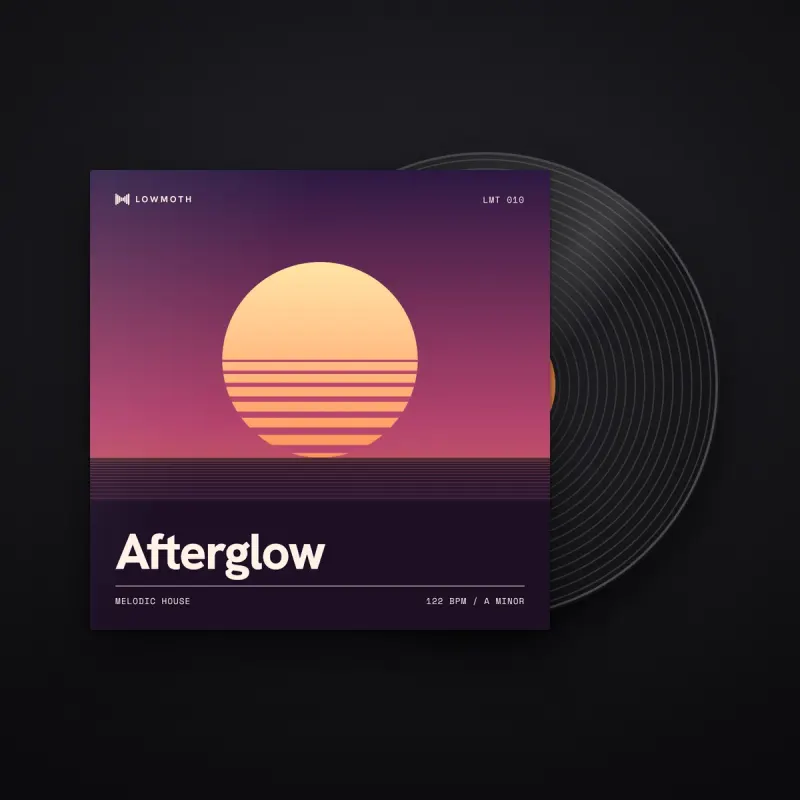 LOWMOTH
LMT 010
Afterglow
MELODIC HOUSE
122 BPM / A MINOR